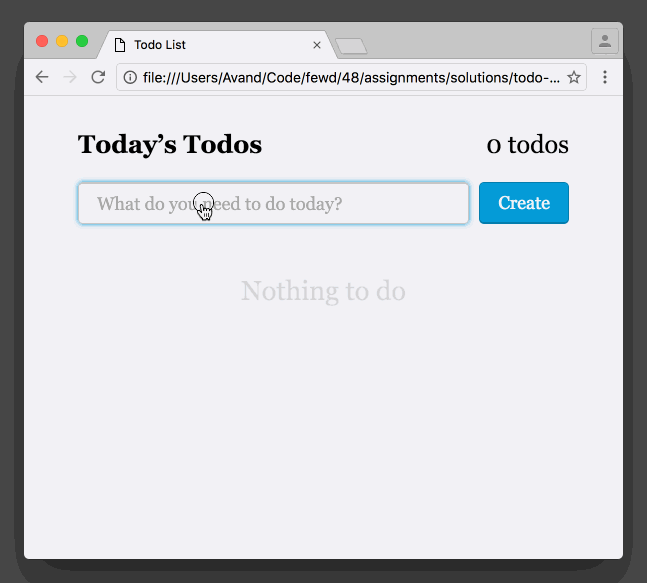 Todo List
file:///Users/Avand/Code/fewd/48/assignments/solutions/todo-...
Today’s Todos
0 todos
What do you need to do today?
Create
Nothing to do